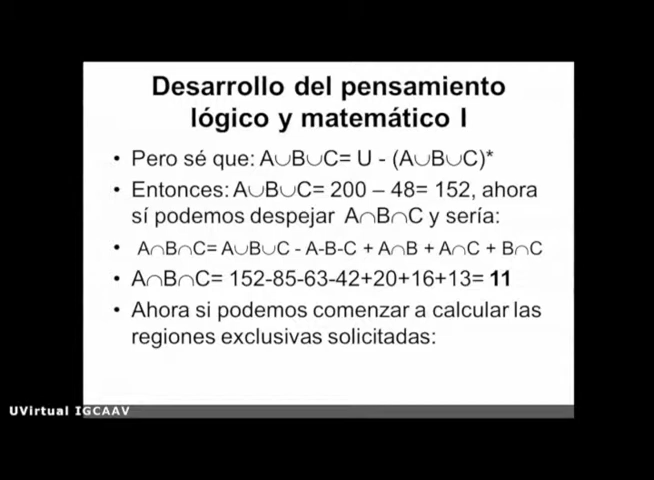 Desarrollo del pensamiento
lógico y matemático I
• Pero sé que: A∪B∪C= U - (A∪B∪C)*
• Entonces: A∪B∪C= 200 – 48= 152, ahora
sí podemos despejar A∩B∩C y sería:
• A∩B∩C= A∪B∪C - A-B-C + A∩B + A∩C + B∩C
• A∩B∩C= 152-85-63-42+20+16+13= 11
• Ahora si podemos comenzar a calcular las
regiones exclusivas solicitadas:
UVirtual IGCAAV